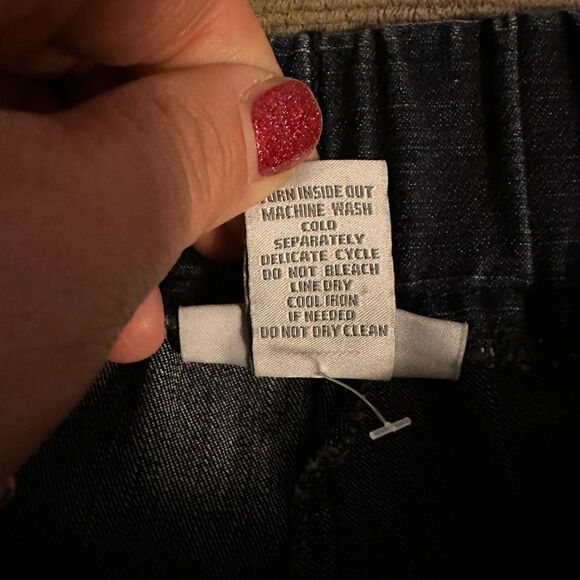 TURN INSIDE OUT
MACHINE WASH
COLD
SEPARATELY
DELICATE CYCLE
DO NOT BLEACH
LINE DRY
COOL IRON
IF NEEDED
DO NOT DRY CLEAN